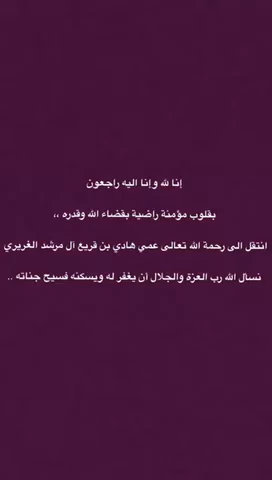 إنا لله وإنا اليه راجعون
بقلوب مؤمنة راضية بقضاء الله وقدره ،،
انتقل الى رحمة الله تعالى عمي هادي بن قريع آل مرشد الغريري
نسأل الله رب العزة والجلال أن يغفر له ويسكنه فسيح جناته ..